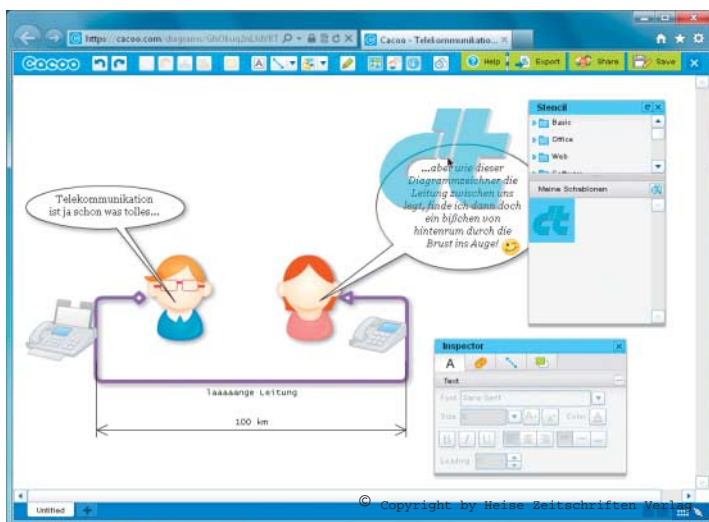 https://cacoo.com/diagrams/
Cacoo - Telekommunikatio...
Cacoo
A
Help
Export
Share
Save
Stencil
Basic
Office
Web
Meine Schablonen
c't
c't
...aber wie dieser
Diagrammzeichner die
Leitung zwischen uns
legt, finde ich dann doch
ein bißchen von
hintenrum durch die
Brust ins Auge!
Telekommunikation
ist ja schon was tolles...
laaaaange Leitung
100 km
Inspector
A
Text
Font Sans Serif
Size
Color A
B I U
Leading
Untitled +
© Copyright by Heise Zeitschriften Verlag